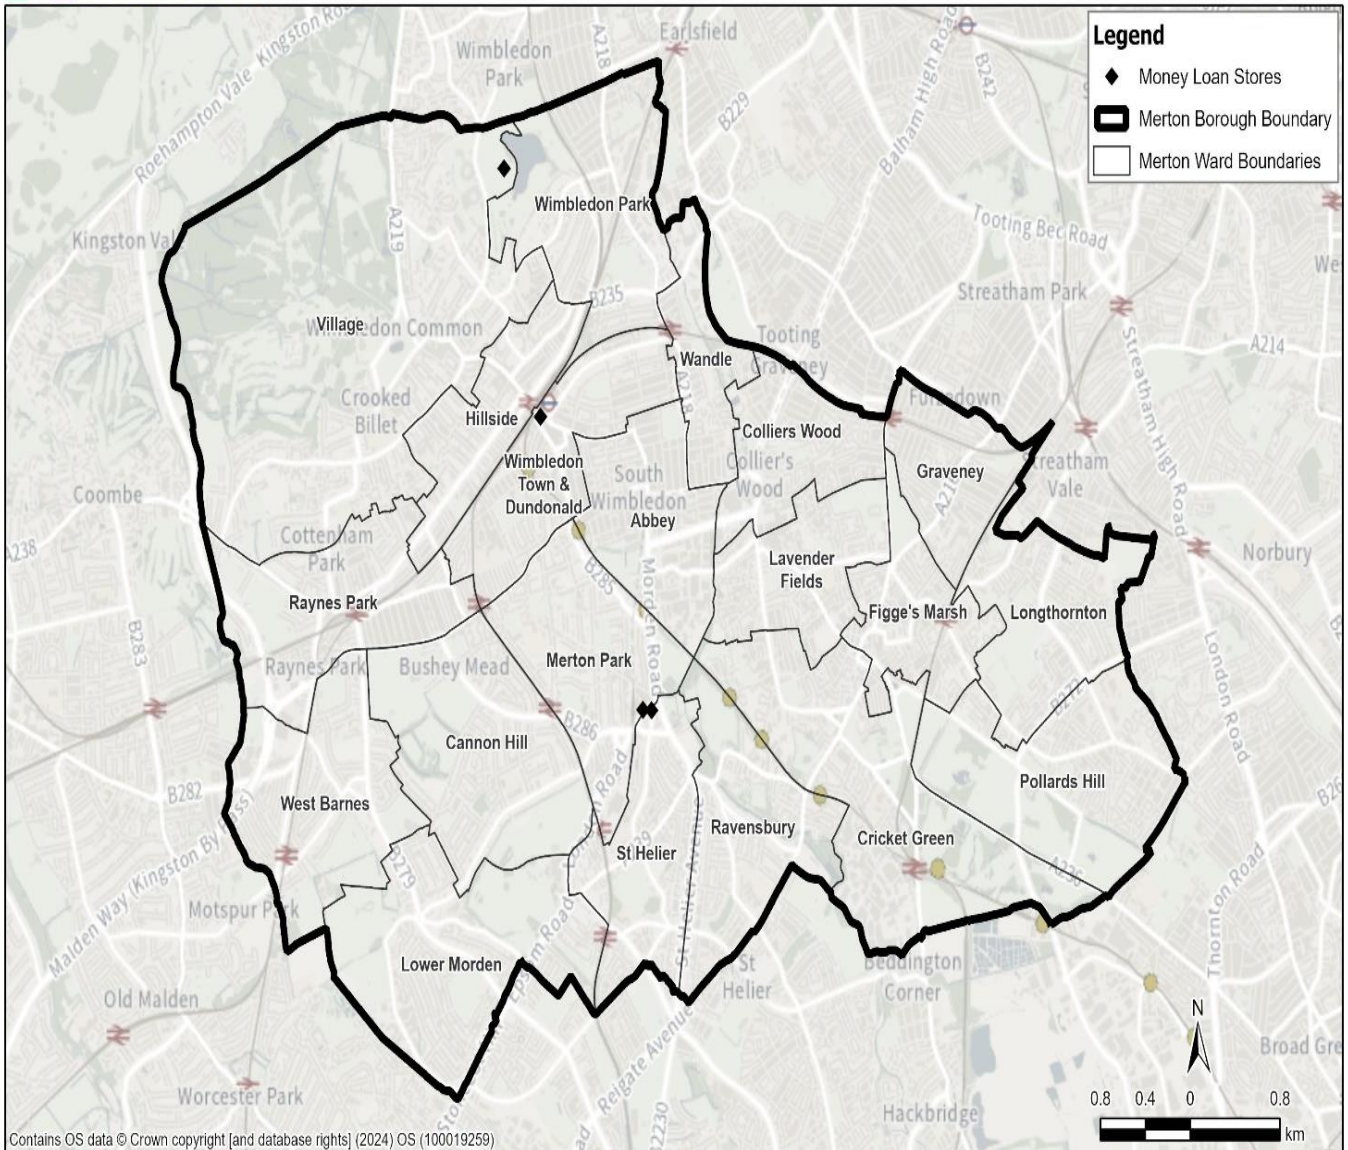 Legend
Money Loan Stores
Merton Borough Boundary
Merton Ward Boundaries
Wimbledon
Park
A218
Earlsfield
B229
Balham High Road
B242
Roehampton Vale Kingston
A219
Wimbledon Park
Kingston Vale
Tooting Bec Road
Streatham Park
B235
Village
Wimbledon Common
Wandle
Tooting
Graveney
A214
A218
Streatham High Road
Crooked
Billet
Hillside
Colliers Wood
Collier's
Wood
Graveney
Streatham
Vale
Wimbledon
Town &
Dundonald
South
Wimbledon
Abbey
Coombe
A238
Cottenham
Park
Lavender
Fields
Norbury
B285
Morden Road
Raynes Park
Figge's Marsh
Longthornton
B283
Raynes Park
Bushey Mead
Merton Park
London Road
B272
B286
Cannon Hill
Pollards Hill
B282
West Barnes
Ravensbury
Cricket Green
St Helier
A236
B279
Malden Way (Kingston By
Motspur Park
St Helier Avenue
Thornton Road
Lower Morden
Epsom Road
St
Helier
Beddington
Corner
Old Malden
N
Reigate Avenue
Broad Gre
Worcester Park
Hackbridge
0.8 0.4 0 0.8
km
Contains OS data © Crown copyright [and database rights] (2024) OS (100019259)